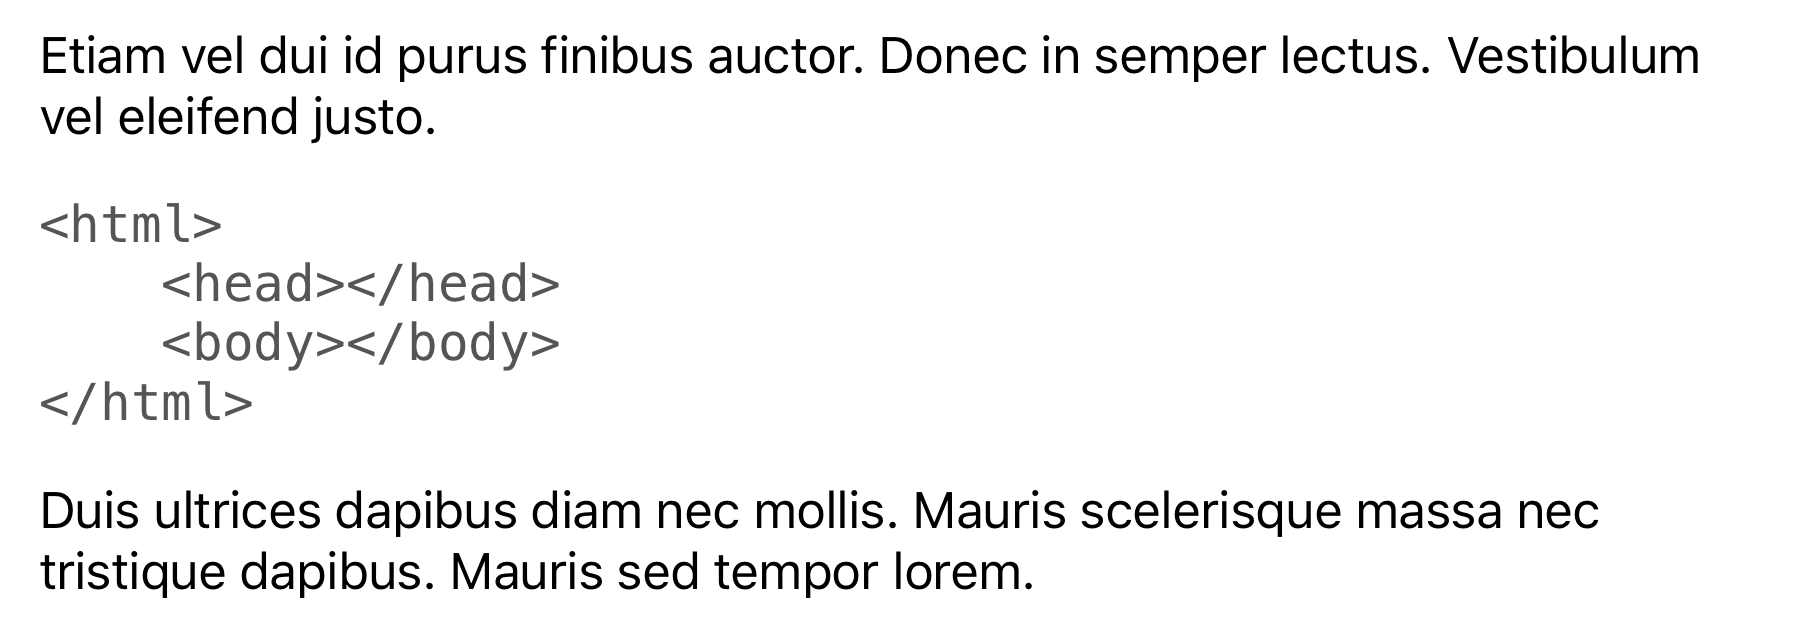 Etiam vel dui id purus finibus auctor. Donec in semper lectus. Vestibulum
vel eleifend justo.
<html>
    <head></head>
    <body></body>
</html>
Duis ultrices dapibus diam nec mollis. Mauris scelerisque massa nec
tristique dapibus. Mauris sed tempor lorem.